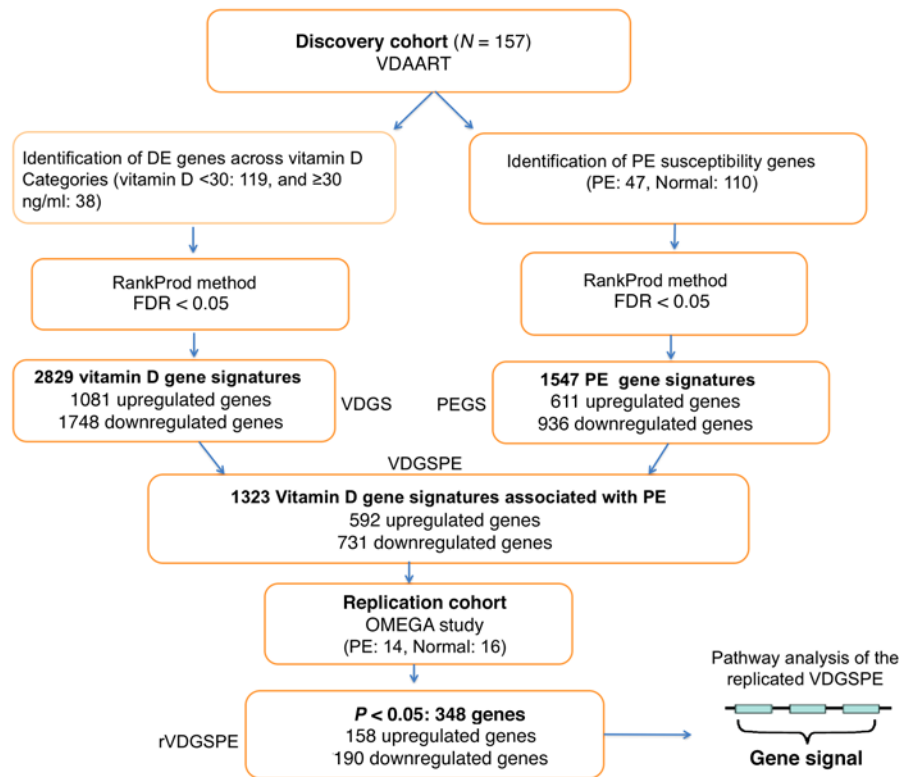 Discovery cohort (N = 157)
VDAART
Identification of DE genes across vitamin D
Categories (vitamin D <30: 119, and ≥30
ng/ml: 38)
Identification of PE susceptibility genes
(PE: 47, Normal: 110)
RankProd method
FDR < 0.05
RankProd method
FDR < 0.05
2829 vitamin D gene signatures
1081 upregulated genes
1748 downregulated genes
VDGS
PEGS
1547 PE gene signatures
611 upregulated genes
936 downregulated genes
VDGSPE
1323 Vitamin D gene signatures associated with PE
592 upregulated genes
731 downregulated genes
Replication cohort
OMEGA study
(PE: 14, Normal: 16)
rVDGSPE
P < 0.05: 348 genes
158 upregulated genes
190 downregulated genes
Pathway analysis of the
replicated VDGSPE
Gene signal